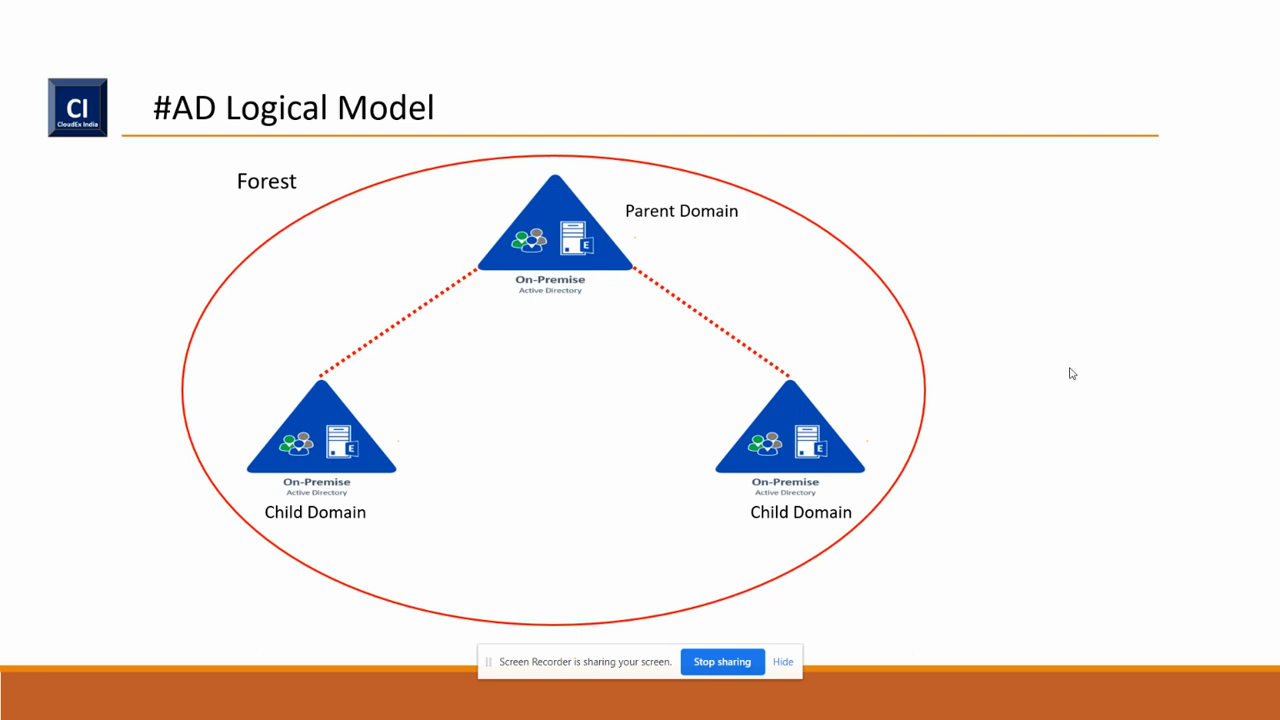 CI
CloudEx India
#AD Logical Model
Forest
Parent Domain
E
On-Premise
Active Directory
E
On-Premise
Active Directory
Child Domain
E
On-Premise
Active Directory
Child Domain
Screen Recorder is sharing your screen.
Stop sharing
Hide